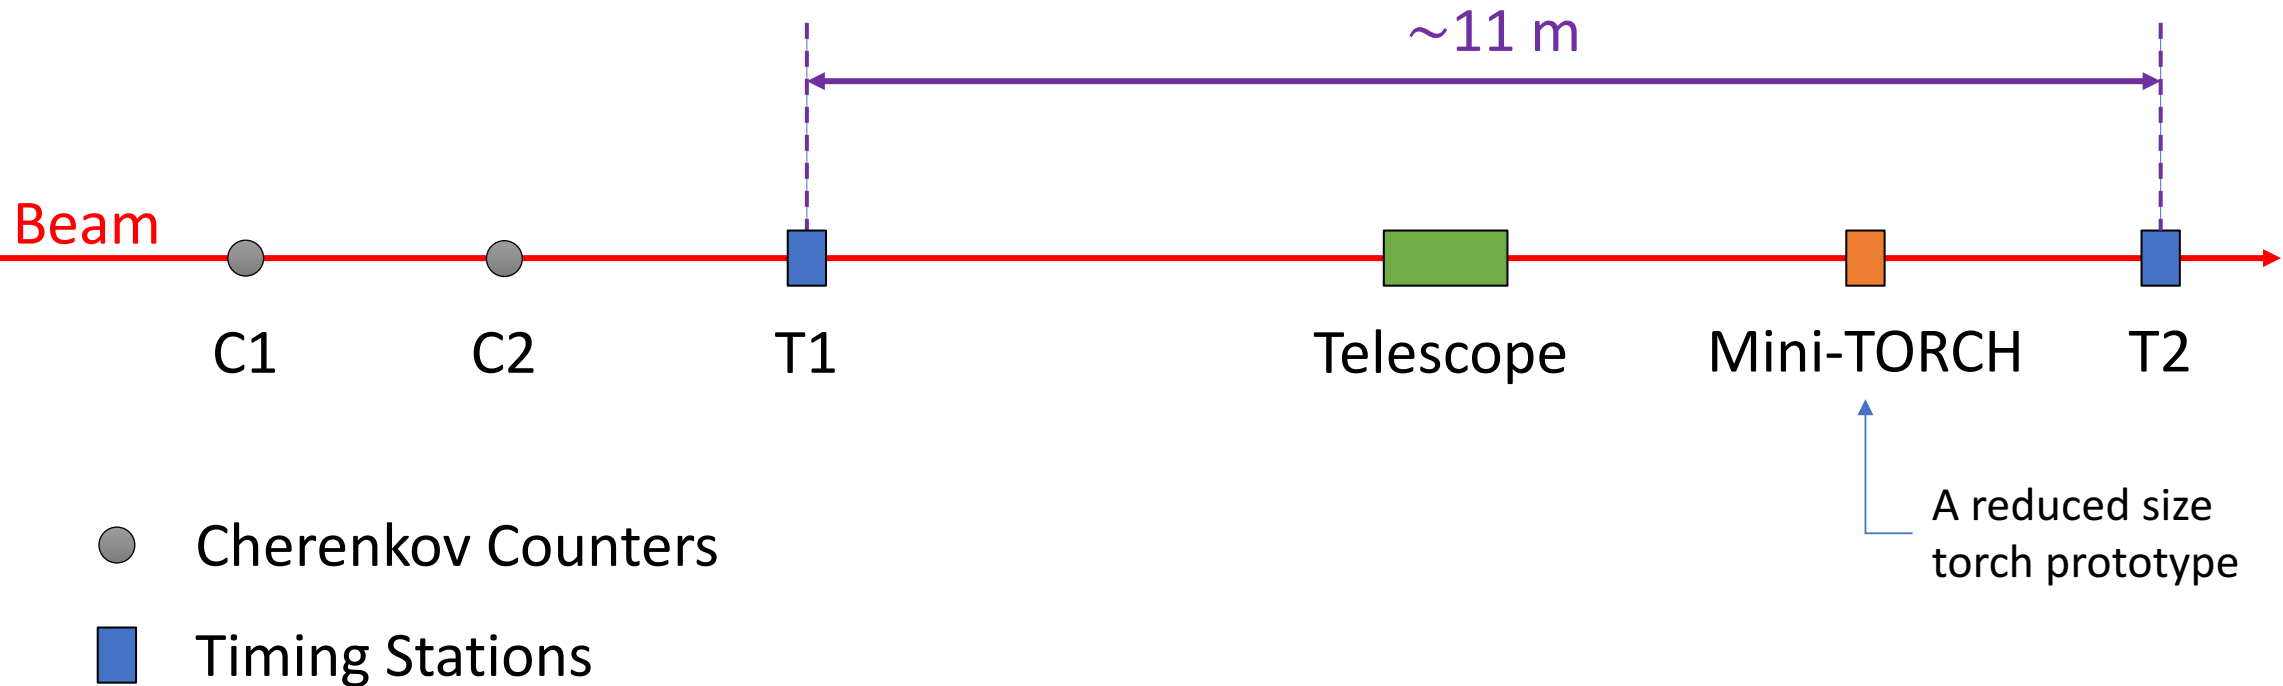 ~11 m
Beam
C1
C2
T1
Telescope
Mini-TORCH
T2
A reduced size
torch prototype
Cherenkov Counters
Timing Stations